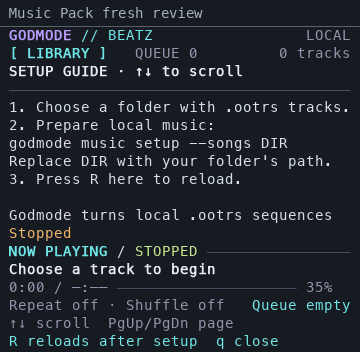 Music Pack fresh review
GODMODE // BEATZ LOCAL
[ LIBRARY ] QUEUE 0 0 tracks
SETUP GUIDE · ↑↓ to scroll
1. Choose a folder with .ootrs tracks.
2. Prepare local music:
godmode music setup --songs DIR
Replace DIR with your folder's path.
3. Press R here to reload.
Godmode turns local .ootrs sequences
Stopped
NOW PLAYING / STOPPED
Choose a track to begin
0:00 / —:—— 35%
Repeat off · Shuffle off Queue empty
↑↓ scroll PgUp/PgDn page
R reloads after setup q close